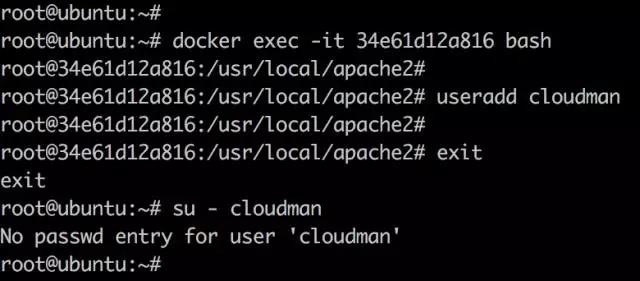 root@ubuntu:~#
root@ubuntu:~# docker exec -it 34e61d12a816 bash
root@34e61d12a816:/usr/local/apache2#
root@34e61d12a816:/usr/local/apache2# useradd cloudman
root@34e61d12a816:/usr/local/apache2#
root@34e61d12a816:/usr/local/apache2# exit
exit
root@ubuntu:~# su - cloudman
No passwd entry for user 'cloudman'
root@ubuntu:~#